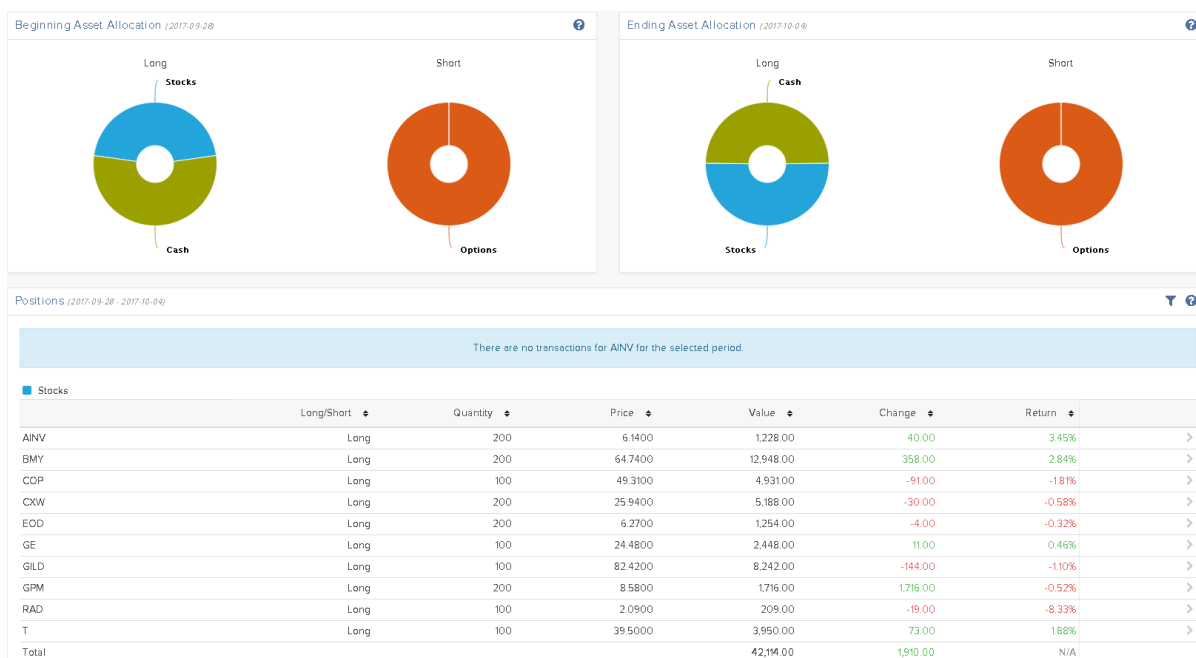 Beginning Asset Allocation (2017-09-28)
Long
Short
Stocks
Cash
Options
Ending Asset Allocation (2017-10-04)
Long
Short
Cash
Stocks
Options
Positions (2017-09-28 - 2017-10-04)
There are no transactions for AINV for the selected period.
Stocks
Long/Short Quantity Price Value Change Return
AINV Long 200 6.1400 1,228.00 40.00 3.45%
BMY Long 200 64.7400 12,948.00 358.00 2.84%
COP Long 100 49.3100 4,931.00 -91.00 -1.81%
CXW Long 200 25.9400 5,188.00 -30.00 -0.58%
EOD Long 200 6.2700 1,254.00 -4.00 -0.32%
GE Long 100 24.4800 2,448.00 11.00 0.46%
GILD Long 100 82.4200 8,242.00 -144.00 -1.10%
GPM Long 200 8.5800 1,716.00 1,716.00 -0.52%
RAD Long 100 2.0900 209.00 -19.00 -8.33%
T Long 100 39.5000 3,950.00 73.00 1.88%
Total 42,114.00 1,910.00 N/A